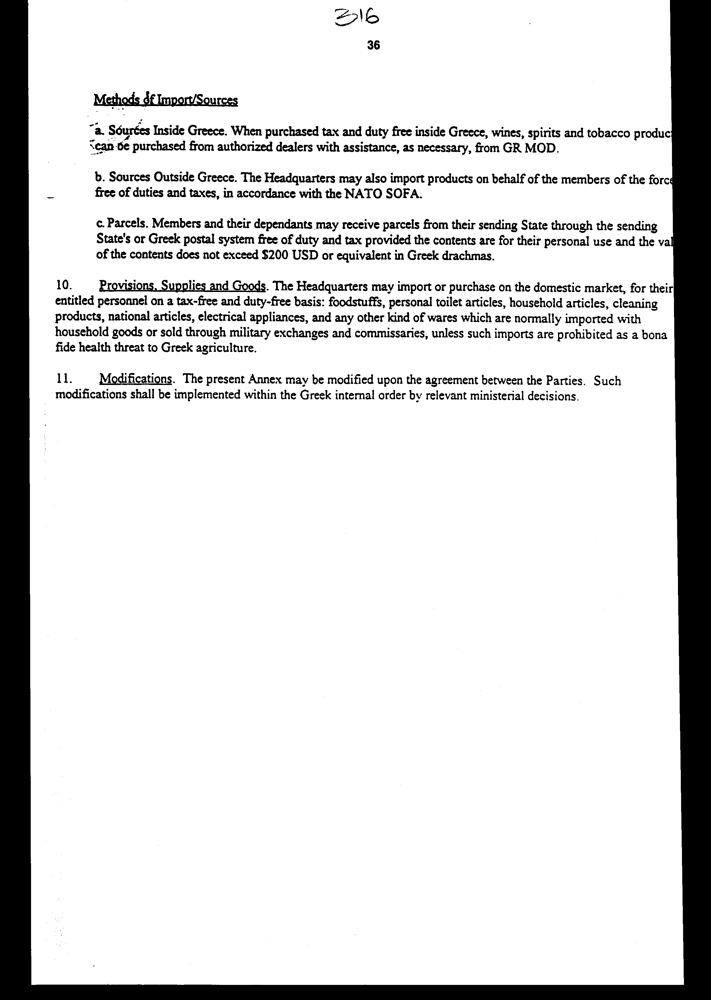 316
36
Methods of Import/Sources
a. Sources Inside Greece. When purchased tax and duty free inside Greece, wines, spirits and tobacco produc
can be purchased from authorized dealers with assistance, as necessary, from GR MOD.
b. Sources Outside Greece. The Headquarters may also import products on behalf of the members of the force
free of duties and taxes, in accordance with the NATO SOFA.
c. Parcels. Members and their dependants may receive parcels from their sending State through the sending
State's or Greek postal system free of duty and tax provided the contents are for their personal use and the val
of the contents does not exceed $200 USD or equivalent in Greek drachmas.
10. Provisions, Supplies and Goods. The Headquarters may import or purchase on the domestic market, for their
entitled personnel on a tax-free and duty-free basis: foodstuffs, personal toilet articles, household articles, cleaning
products, national articles, electrical appliances, and any other kind of wares which are normally imported with
household goods or sold through military exchanges and commissaries, unless such imports are prohibited as a bona
fide health threat to Greek agriculture.
11. Modifications. The present Annex may be modified upon the agreement between the Parties. Such
modifications shall be implemented within the Greek internal order by relevant ministerial decisions.